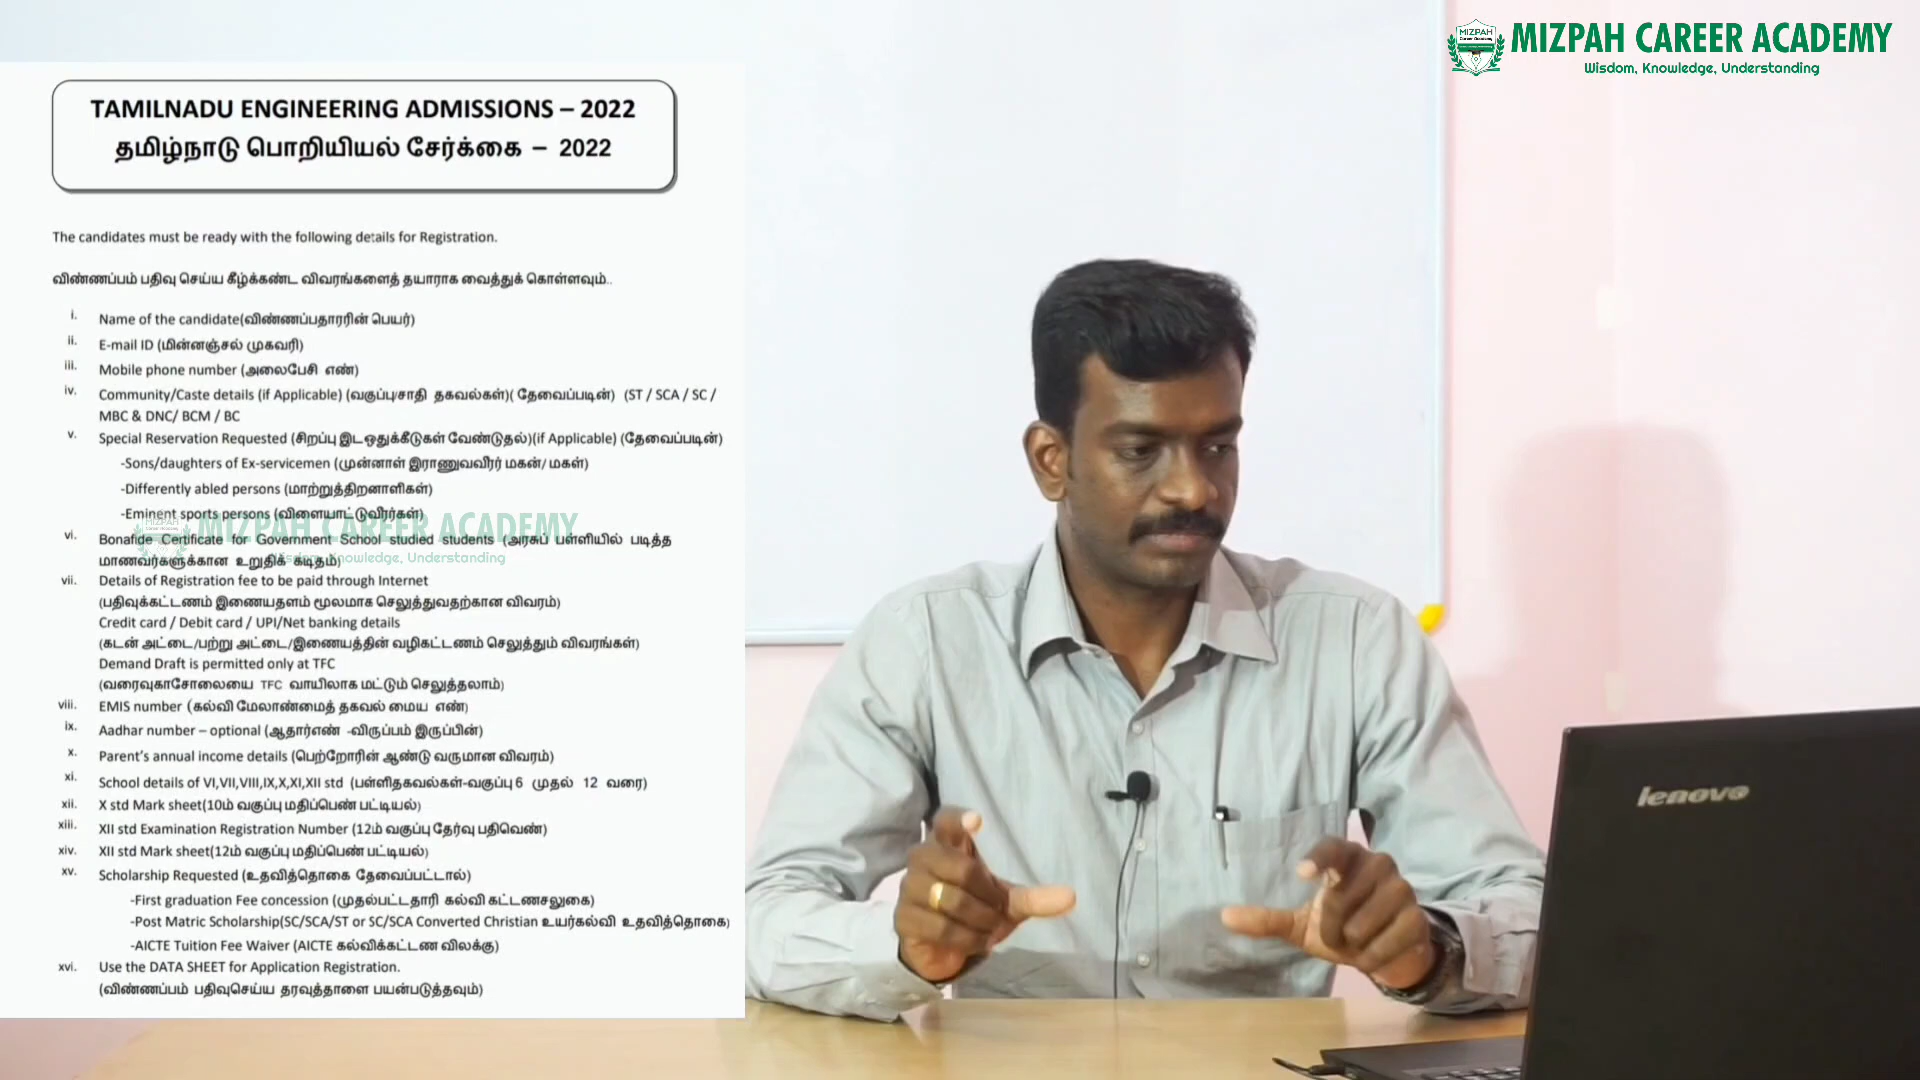 MIZPAH CAREER ACADEMY
Wisdom, Knowledge, Understanding
MIZPAH
Career Academy
TAMILNADU ENGINEERING ADMISSIONS – 2022
தமிழ்நாடு பொறியியல் சேர்க்கை – 2022
The candidates must be ready with the following details for Registration.
விண்ணப்பம் பதிவு செய்ய கீழ்க்கண்ட விவரங்களைத் தயாராக வைத்துக் கொள்ளவும்..
i. Name of the candidate(விண்ணப்பதாரரின் பெயர்)
ii. E-mail ID (மின்னஞ்சல் முகவரி)
iii. Mobile phone number (அலைபேசி எண்)
iv. Community/Caste details (if Applicable) (வகுப்பு/சாதி தகவல்கள்)( தேவைப்படின்) (ST / SCA / SC /
MBC & DNC/ BCM / BC
v. Special Reservation Requested (சிறப்பு இடஒதுக்கீடுகள் வேண்டுதல்)(if Applicable) (தேவைப்படின்)
-Sons/daughters of Ex-servicemen (முன்னாள் இராணுவவீரர் மகன்/ மகள்)
-Differently abled persons (மாற்றுத்திறனாளிகள்)
-Eminent sports persons (விளையாட்டுவீரர்கள்)
MIZPAH CAREER ACADEMY
vi. Bonafide Certificate for Government School studied students (அரசுப் பள்ளியில் படித்த
மாணவர்களுக்கான உறுதிக் கடிதம்)
Wisdom, Knowledge, Understanding
vii. Details of Registration fee to be paid through Internet
(பதிவுக்கட்டணம் இணையதளம் மூலமாக செலுத்துவதற்கான விவரம்)
Credit card / Debit card / UPI/Net banking details
(கடன் அட்டை/பற்று அட்டை/இணையத்தின் வழிகட்டணம் செலுத்தும் விவரங்கள்)
Demand Draft is permitted only at TFC
(வரைவுகாசோலையை TFC வாயிலாக மட்டும் செலுத்தலாம்)
viii. EMIS number (கல்வி மேலாண்மைத் தகவல் மைய எண்)
ix. Aadhar number – optional (ஆதார்எண் -விருப்பம் இருப்பின்)
x. Parent's annual income details (பெற்றோரின் ஆண்டு வருமான விவரம்)
xi. School details of VI,VII,VIII,IX,X,XI,XII std (பள்ளிதகவல்கள்-வகுப்பு 6 முதல் 12 வரை)
xii. X std Mark sheet(10ம் வகுப்பு மதிப்பெண் பட்டியல்)
xiii. XII std Examination Registration Number (12ம் வகுப்பு தேர்வு பதிவெண்)
xiv. XII std Mark sheet(12ம் வகுப்பு மதிப்பெண் பட்டியல்)
xv. Scholarship Requested (உதவித்தொகை தேவைப்பட்டால்)
-First graduation Fee concession (முதல்பட்டதாரி கல்வி கட்டணசலுகை)
-Post Matric Scholarship(SC/SCA/ST or SC/SCA Converted Christian உயர்கல்வி உதவித்தொகை)
-AICTE Tuition Fee Waiver (AICTE கல்விக்கட்டண விலக்கு)
xvi. Use the DATA SHEET for Application Registration.
(விண்ணப்பம் பதிவுசெய்ய தரவுத்தாளை பயன்படுத்தவும்)
lenovo